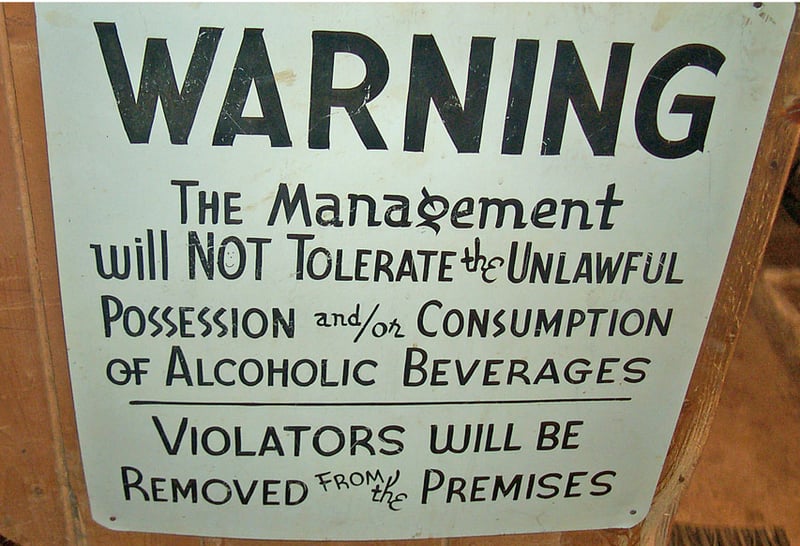 WARNING
THE Management
will NOT TOLERATE the UNLAWFUL
POSSESSION and/or CONSUMPTION
OF ALCOHOLIC BEVERAGES
VIOLATORS WILL BE
REMOVED FROM the PREMISES